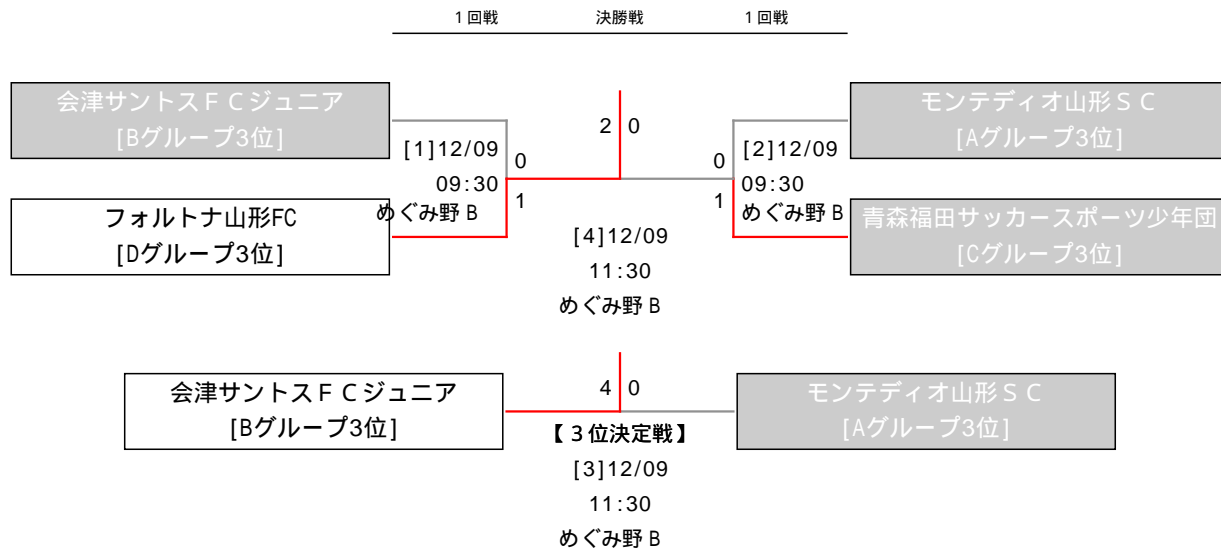 1回戦 決勝戦 1回戦
会津サントスＦＣジュニア
[Bグループ3位]
フォルトナ山形FC
[Dグループ3位]
[1]12/09
09:30
めぐみ野 B
0
1
2 0
[4]12/09
11:30
めぐみ野 B
0
1
[2]12/09
09:30
めぐみ野 B
モンテディオ山形ＳＣ
[Aグループ3位]
青森福田サッカースポーツ少年団
[Cグループ3位]
会津サントスＦＣジュニア
[Bグループ3位]
4 0
【３位決定戦】
[3]12/09
11:30
めぐみ野 B
モンテディオ山形ＳＣ
[Aグループ3位]